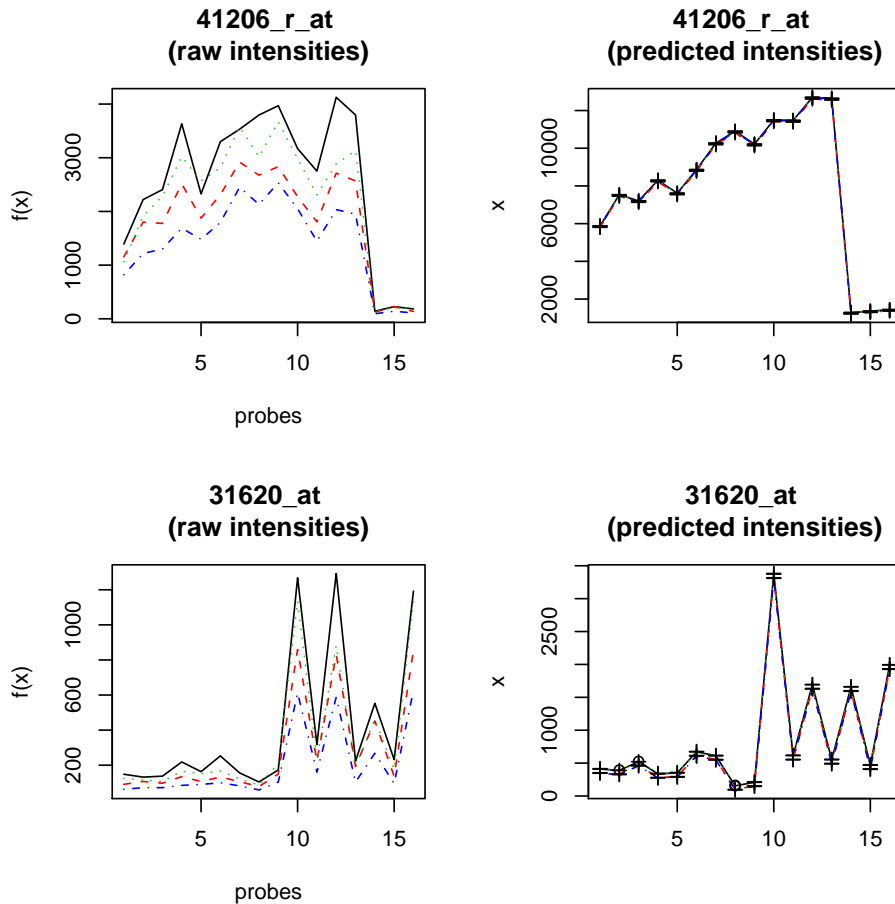 41206_r_at
(raw intensities)
f(x)
0
1000
3000
5
10
15
probes
41206_r_at
(predicted intensities)
x
2000
6000
10000
5
10
15
31620_at
(raw intensities)
f(x)
200
600
1000
5
10
15
probes
31620_at
(predicted intensities)
x
0
1000
2500
5
10
15